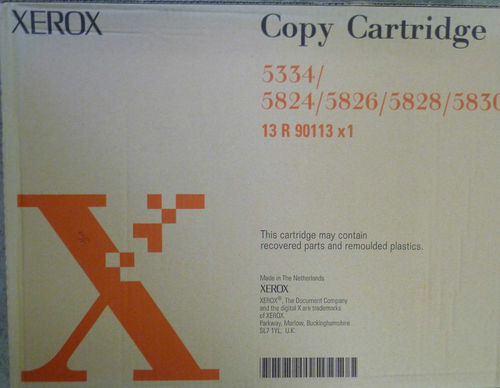 XEROX
Copy Cartridge
5334/
5824/5826/5828/5830
13 R 90113 x 1
This cartridge may contain
recovered parts and remoulded plastics.
Made in The Netherlands
XEROX
XEROX®, The Document Company
and the digital X are trademarks
of XEROX.
Parkway, Marlow, Buckinghamshire
SL7 1YL, U.K.